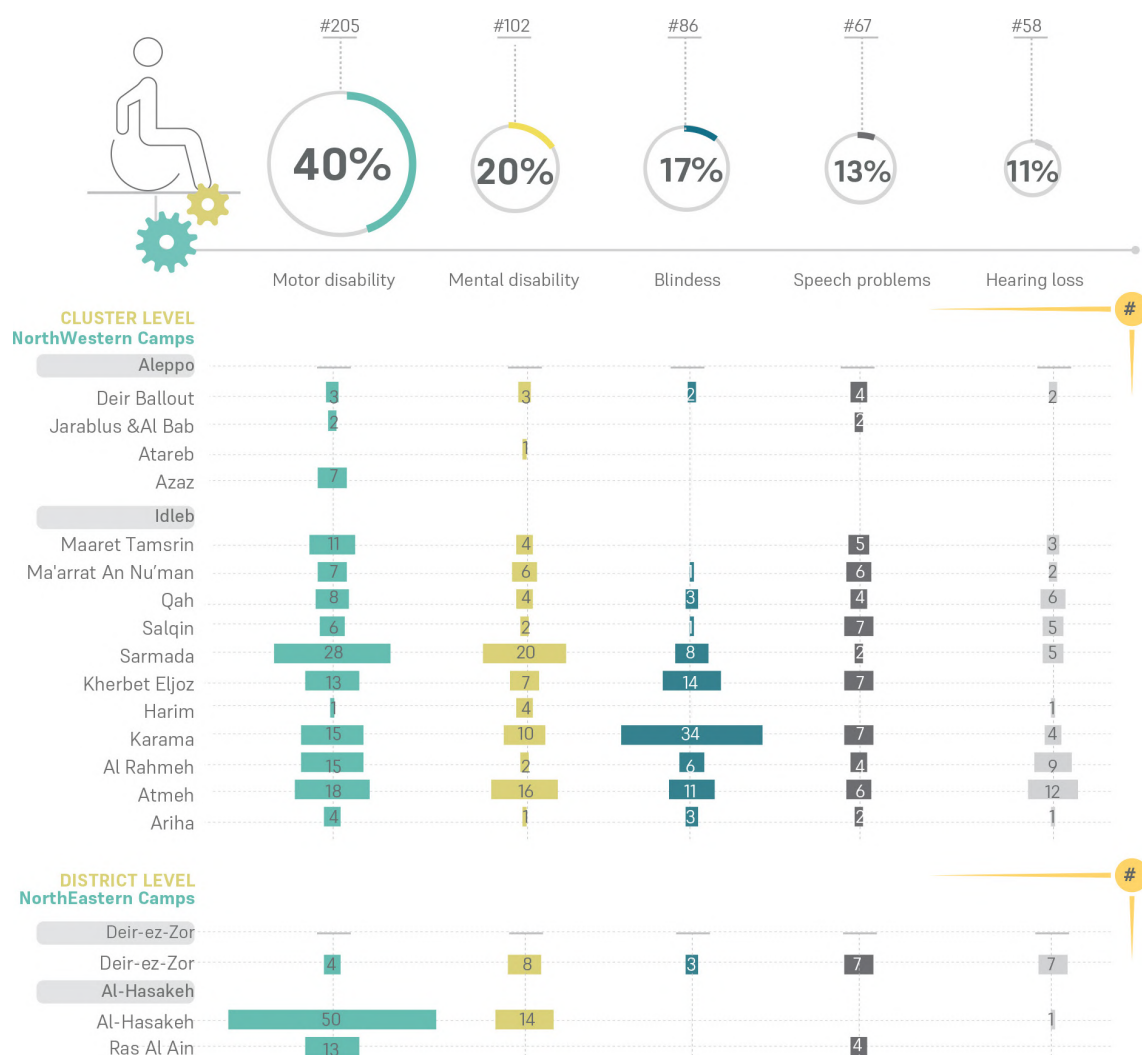 #205 #102 #86 #67 #58
40% 20% 17% 13% 11%
Motor disability Mental disability Blindess Speech problems Hearing loss
CLUSTER LEVEL #
NorthWestern Camps
Aleppo
Deir Ballout 3 3 2 4 2
Jarablus &Al Bab 2 2
Atareb 1
Azaz 7
Idleb
Maaret Tamsrin 11 4 5 3
Ma'arrat An Nu’man 7 6 1 6 2
Qah 8 4 3 4 6
Salqin 6 2 1 7 5
Sarmada 28 20 8 2 5
Kherbet Eljoz 13 7 14 7
Harim 1 4 1
Karama 15 10 34 7 4
Al Rahmeh 15 2 6 4 9
Atmeh 18 16 11 6 12
Ariha 4 1 3 2 1
DISTRICT LEVEL #
NorthEastern Camps
Deir-ez-Zor
Deir-ez-Zor 4 8 3 7 7
Al-Hasakeh
Al-Hasakeh 50 14 1
Ras Al Ain 13 4